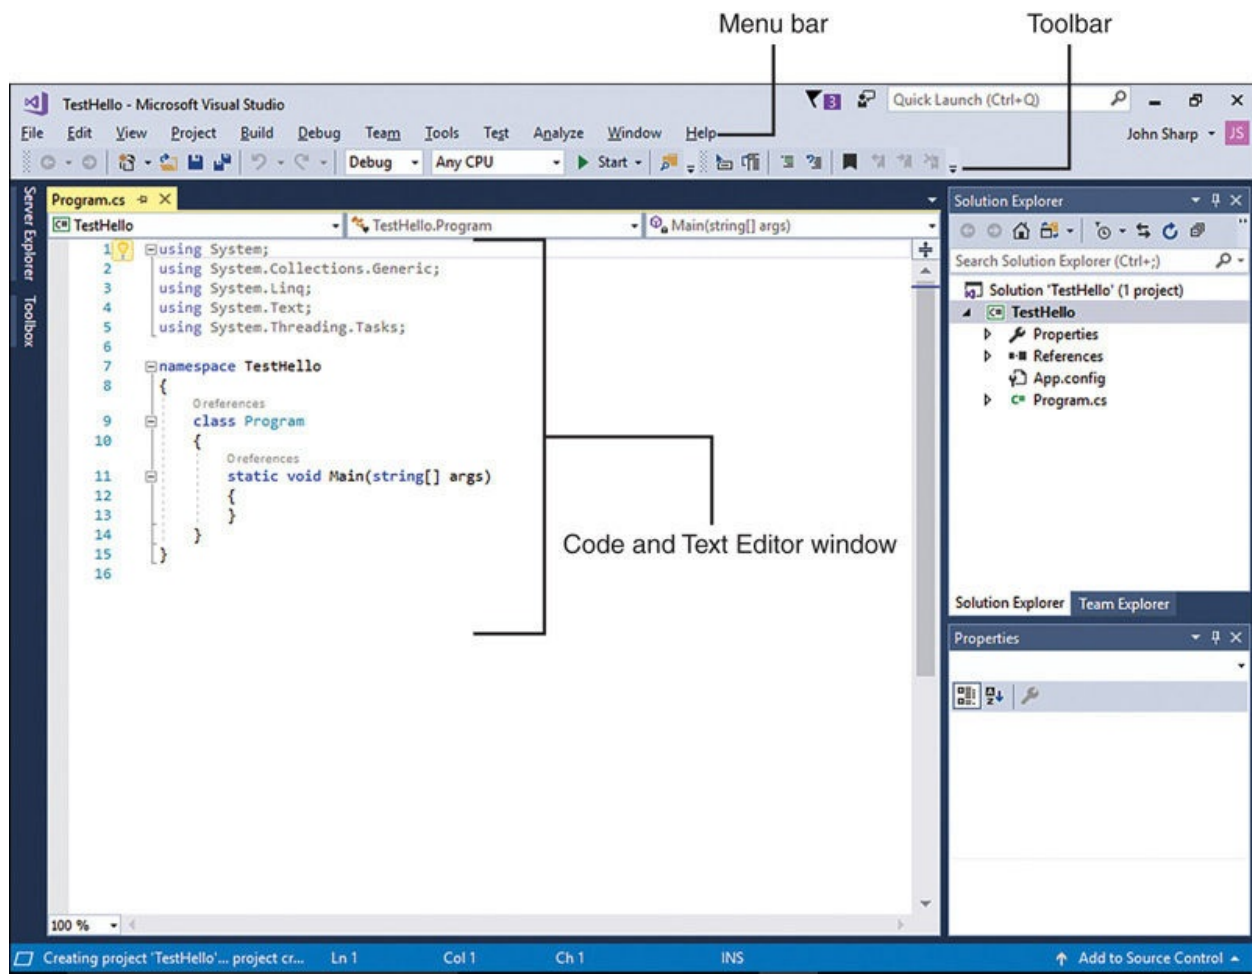 Menu bar Toolbar
TestHello - Microsoft Visual Studio 3 Quick Launch (Ctrl+Q)
File Edit View Project Build Debug Team Tools Test Analyze Window Help John Sharp JS
Debug Any CPU Start
Server Explorer
Toolbox
Program.cs
C# TestHello TestHello.Program Main(string[] args)
1 using System;
2 using System.Collections.Generic;
3 using System.Linq;
4 using System.Text;
5 using System.Threading.Tasks;
6
7 namespace TestHello
8 {
0 references
9 class Program
10 {
0 references
11 static void Main(string[] args)
12 {
13 }
14 }
15 }
16
Code and Text Editor window
Solution Explorer
Search Solution Explorer (Ctrl+;)
Solution 'TestHello' (1 project)
C# TestHello
Properties
References
App.config
C# Program.cs
Solution Explorer Team Explorer
Properties
100 %
Creating project 'TestHello'... project cr... Ln 1 Col 1 Ch 1 INS Add to Source Control